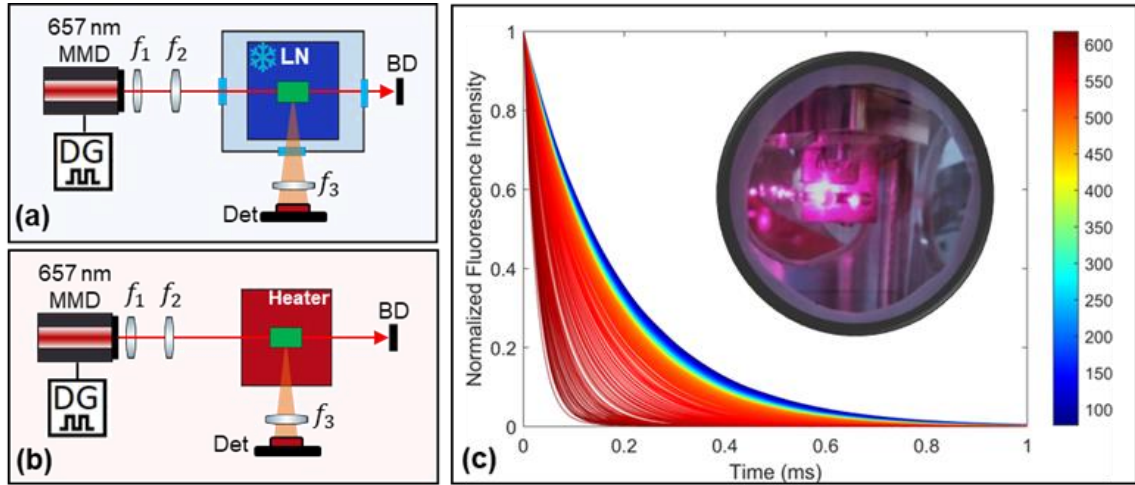 657 nm
MMD
f₁
f₂
LN
BD
DG
f₃
Det
(a)
657 nm
MMD
f₁
f₂
Heater
BD
DG
f₃
Det
(b)
Normalized Fluorescence Intensity
1
0.8
0.6
0.4
0.2
0
0
0.2
0.4
0.6
0.8
1
Time (ms)
(c)
600
550
500
450
400
350
300
250
200
150
100